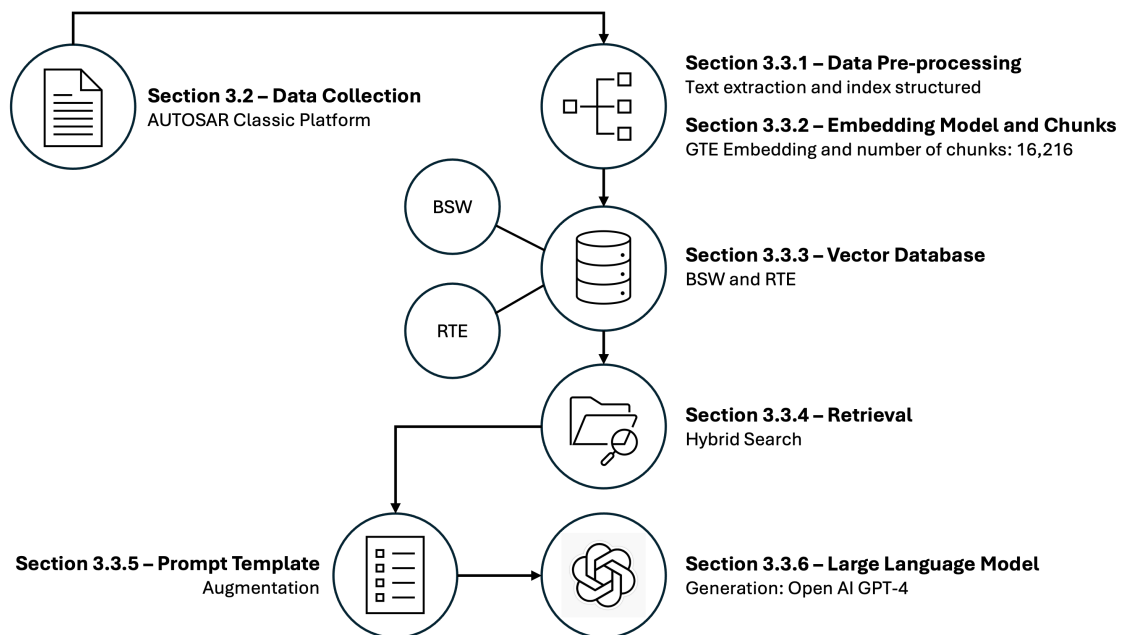 Section 3.2 – Data Collection
AUTOSAR Classic Platform
Section 3.3.1 – Data Pre-processing
Text extraction and index structured
Section 3.3.2 – Embedding Model and Chunks
GTE Embedding and number of chunks: 16,216
BSW
RTE
Section 3.3.3 – Vector Database
BSW and RTE
Section 3.3.4 – Retrieval
Hybrid Search
Section 3.3.5 – Prompt Template
Augmentation
Section 3.3.6 – Large Language Model
Generation: Open AI GPT-4